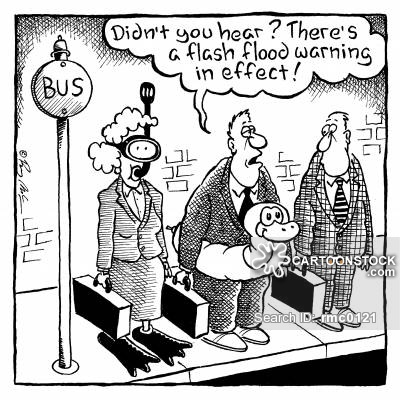 Didn't you hear? There's
a flash flood warning
in effect!
BUS
CARTOONSTOCK
.com
Search ID: rmc0121